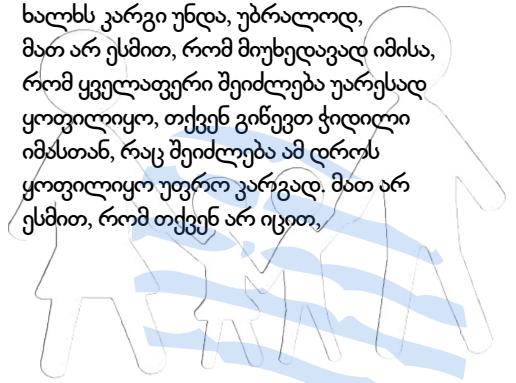 ხალხს კარგი უნდა, უბრალოდ,
მათ არ ესმით, რომ მიუხედავად იმისა,
რომ ყველაფერი შეიძლება უარესად
ყოფილიყო, თქვენ გიწევთ ჭიდილი
იმასთან, რაც შეიძლება ამ დროს
ყოფილიყო უფრო კარგად. მათ არ
ესმით, რომ თქვენ არ იცით,